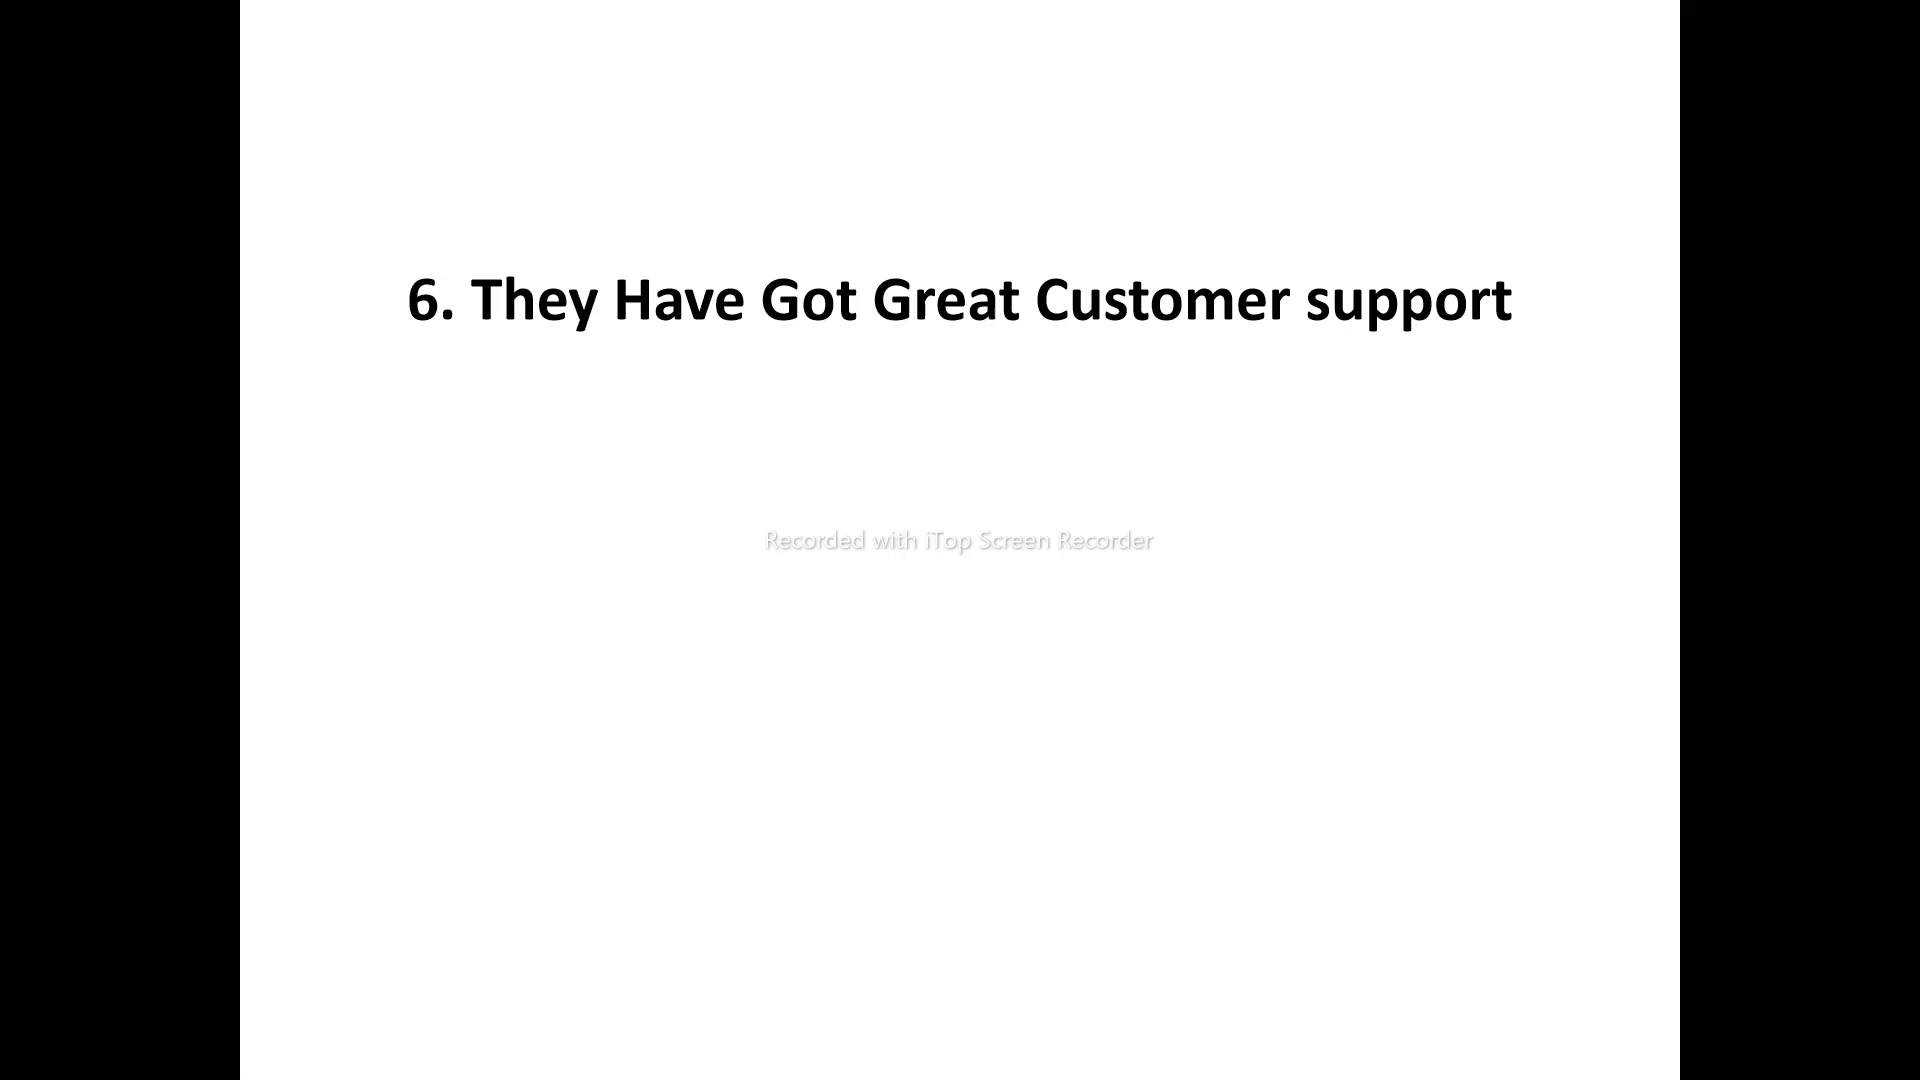 6. They Have Got Great Customer support
Recorded with iTop Screen Recorder